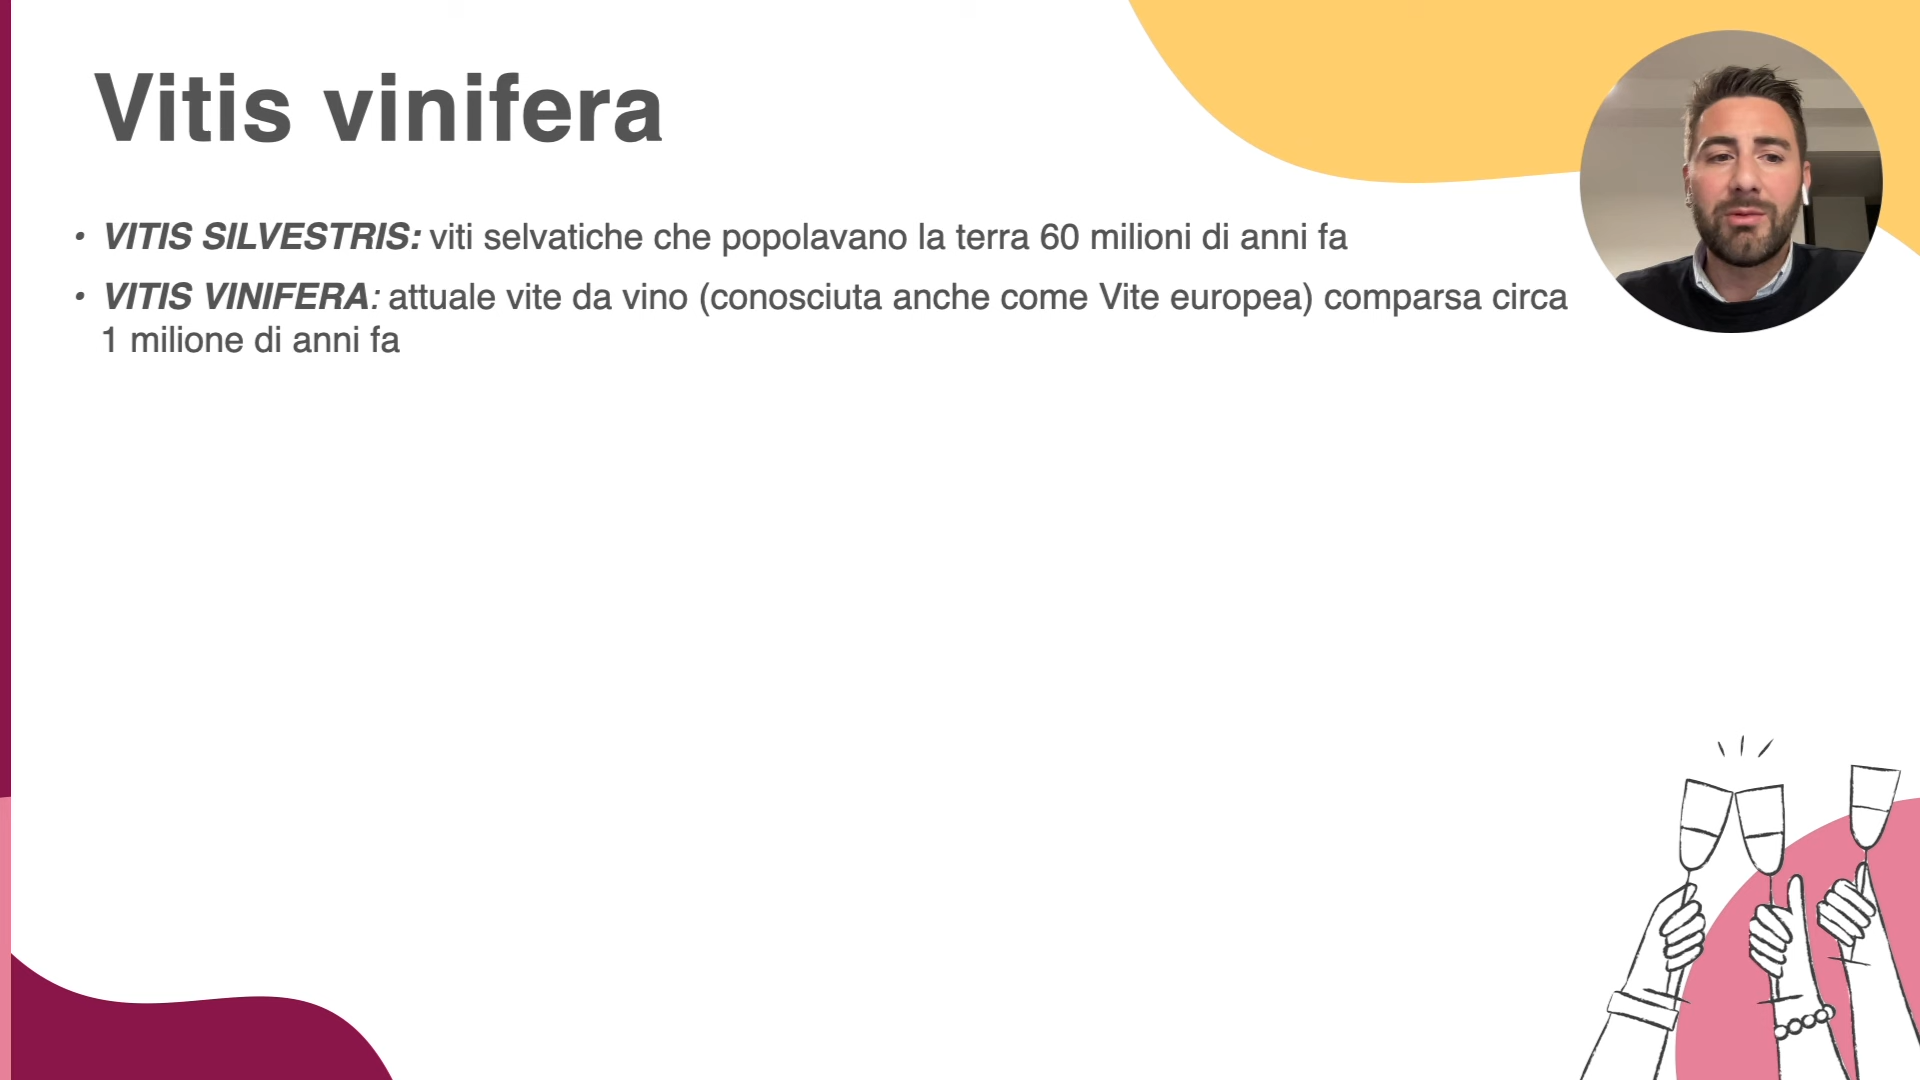 Vitis vinifera
• VITIS SILVESTRIS: viti selvatiche che popolavano la terra 60 milioni di anni fa
• VITIS VINIFERA: attuale vite da vino (conosciuta anche come Vite europea) comparsa circa
1 milione di anni fa